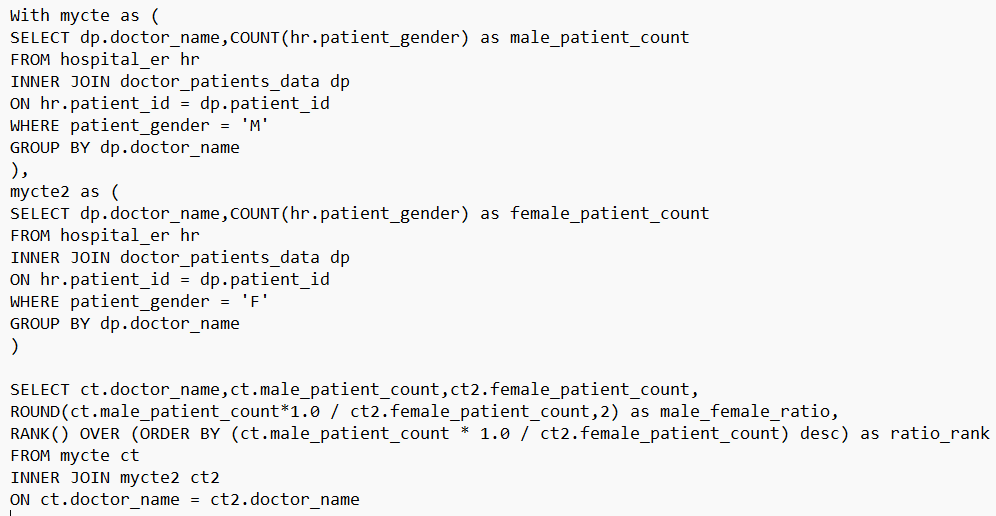 With mycte as (
SELECT dp.doctor_name,COUNT(hr.patient_gender) as male_patient_count
FROM hospital_er hr
INNER JOIN doctor_patients_data dp
ON hr.patient_id = dp.patient_id
WHERE patient_gender = 'M'
GROUP BY dp.doctor_name
),
mycte2 as (
SELECT dp.doctor_name,COUNT(hr.patient_gender) as female_patient_count
FROM hospital_er hr
INNER JOIN doctor_patients_data dp
ON hr.patient_id = dp.patient_id
WHERE patient_gender = 'F'
GROUP BY dp.doctor_name
)

SELECT ct.doctor_name,ct.male_patient_count,ct2.female_patient_count,
ROUND(ct.male_patient_count*1.0 / ct2.female_patient_count,2) as male_female_ratio,
RANK() OVER (ORDER BY (ct.male_patient_count * 1.0 / ct2.female_patient_count) desc) as ratio_rank
FROM mycte ct
INNER JOIN mycte2 ct2
ON ct.doctor_name = ct2.doctor_name